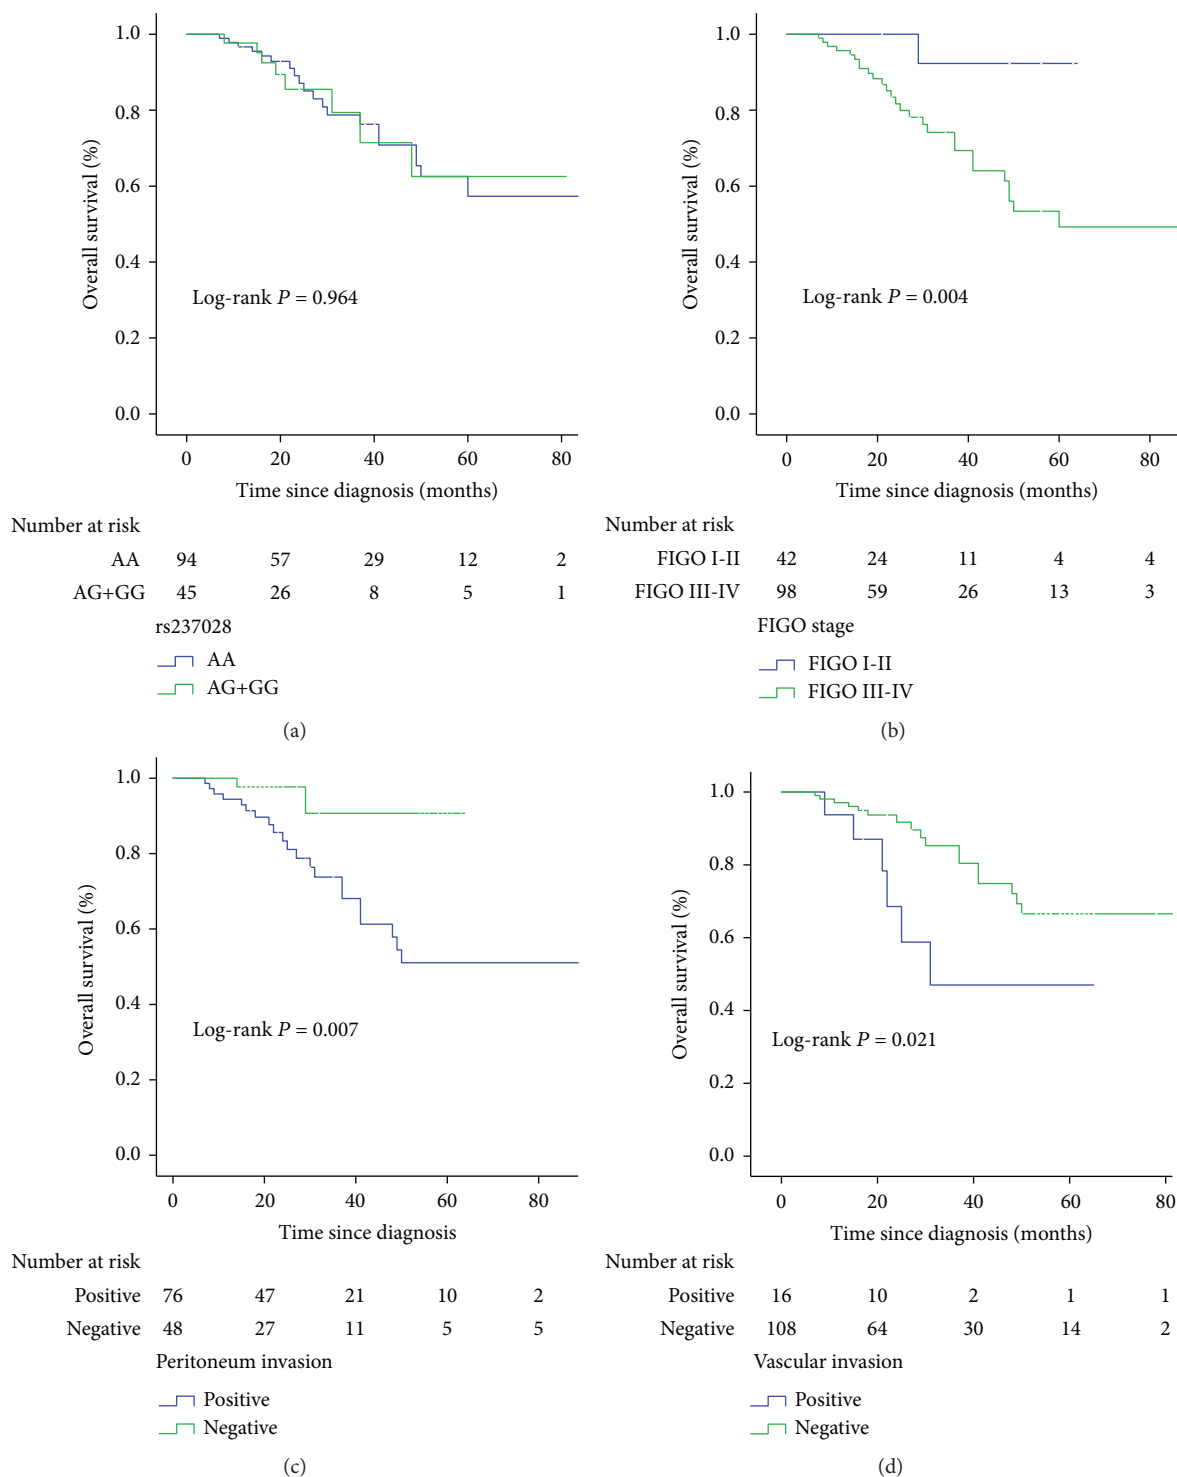 1.0
0.8
0.6
0.4
0.2
0.0
Overall survival (%)
Log-rank P = 0.964
0 20 40 60 80
Time since diagnosis (months)
Number at risk
AA 94 57 29 12 2
AG+GG 45 26 8 5 1
rs237028
AA
AG+GG
(a)
1.0
0.8
0.6
0.4
0.2
0.0
Overall survival (%)
Log-rank P = 0.004
0 20 40 60 80
Time since diagnosis (months)
Number at risk
FIGO I-II 42 24 11 4 4
FIGO III-IV 98 59 26 13 3
FIGO stage
FIGO I-II
FIGO III-IV
(b)
1.0
0.8
0.6
0.4
0.2
0.0
Overall survival (%)
Log-rank P = 0.007
0 20 40 60 80
Time since diagnosis
Number at risk
Positive 76 47 21 10 2
Negative 48 27 11 5 5
Peritoneum invasion
Positive
Negative
(c)
1.0
0.8
0.6
0.4
0.2
0.0
Overall survival (%)
Log-rank P = 0.021
0 20 40 60 80
Time since diagnosis (months)
Number at risk
Positive 16 10 2 1 1
Negative 108 64 30 14 2
Vascular invasion
Positive
Negative
(d)